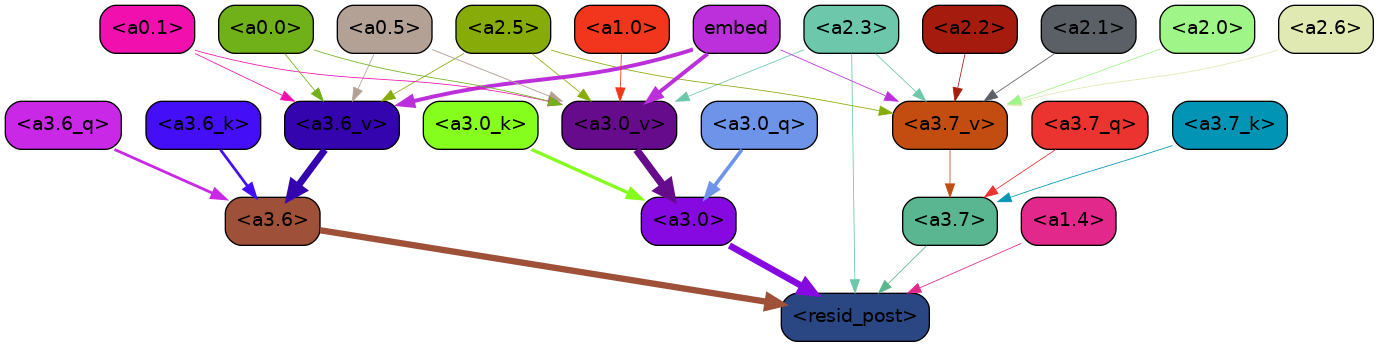 <a0.1> <a0.0> <a0.5> <a2.5> <a1.0> embed <a2.3> <a2.2> <a2.1> <a2.0> <a2.6>
<a3.6_q> <a3.6_k> <a3.6_v> <a3.0_k> <a3.0_v> <a3.0_q> <a3.7_v> <a3.7_q> <a3.7_k>
<a3.6> <a3.0> <a3.7> <a1.4>
<resid_post>